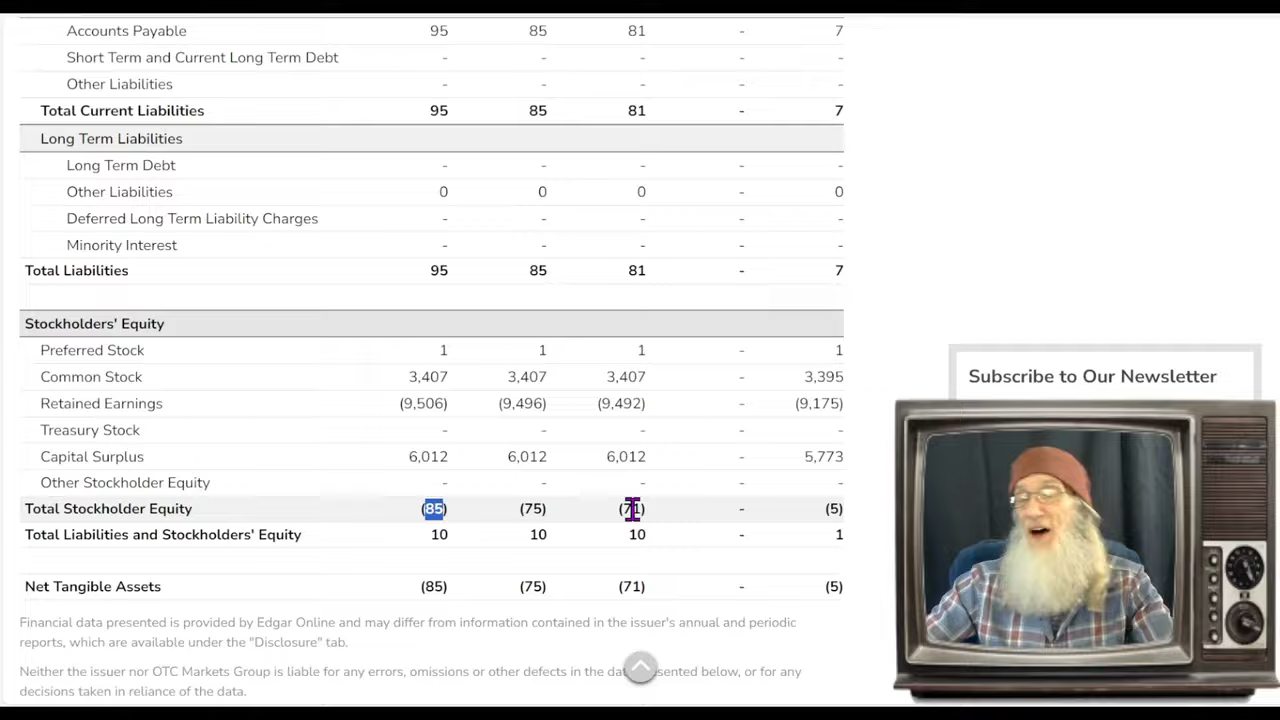 Accounts Payable 95 85 81 - 7
Short Term and Current Long Term Debt - - - - -
Other Liabilities - - - - -
Total Current Liabilities 95 85 81 - 7
Long Term Liabilities
Long Term Debt - - - - -
Other Liabilities 0 0 0 - 0
Deferred Long Term Liability Charges - - - - -
Minority Interest - - - - -
Total Liabilities 95 85 81 - 7
Stockholders' Equity
Preferred Stock 1 1 1 - 1
Common Stock 3,407 3,407 3,407 - 3,395
Retained Earnings (9,506) (9,496) (9,492) - (9,175)
Treasury Stock - - - - -
Capital Surplus 6,012 6,012 6,012 - 5,773
Other Stockholder Equity - - - - -
Total Stockholder Equity (85) (75) (71) - (5)
Total Liabilities and Stockholders' Equity 10 10 10 - 1
Net Tangible Assets (85) (75) (71) - (5)
Financial data presented is provided by Edgar Online and may differ from information contained in the issuer's annual and periodic
reports, which are available under the "Disclosure" tab.
Neither the issuer nor OTC Markets Group is liable for any errors, omissions or other defects in the data presented below, or for any
decisions taken in reliance of the data.
Subscribe to Our Newsletter